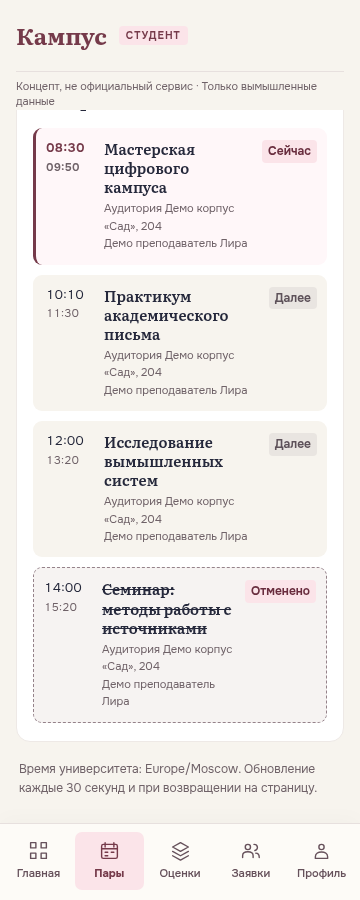 Кампус
СТУДЕНТ
Концепт, не официальный сервис · Только вымышленные
данные
08:30
09:50
Мастерская
цифрового
кампуса
Сейчас
Аудитория Демо корпус
«Сад», 204
Демо преподаватель Лира
10:10
11:30
Практикум
академического
письма
Далее
Аудитория Демо корпус
«Сад», 204
Демо преподаватель Лира
12:00
13:20
Исследование
вымышленных
систем
Далее
Аудитория Демо корпус
«Сад», 204
Демо преподаватель Лира
14:00
15:20
Семинар:
методы работы с
источниками
Отменено
Аудитория Демо корпус
«Сад», 204
Демо преподаватель
Лира
Время университета: Europe/Moscow. Обновление
каждые 30 секунд и при возвращении на страницу.
Главная
Пары
Оценки
Заявки
Профиль